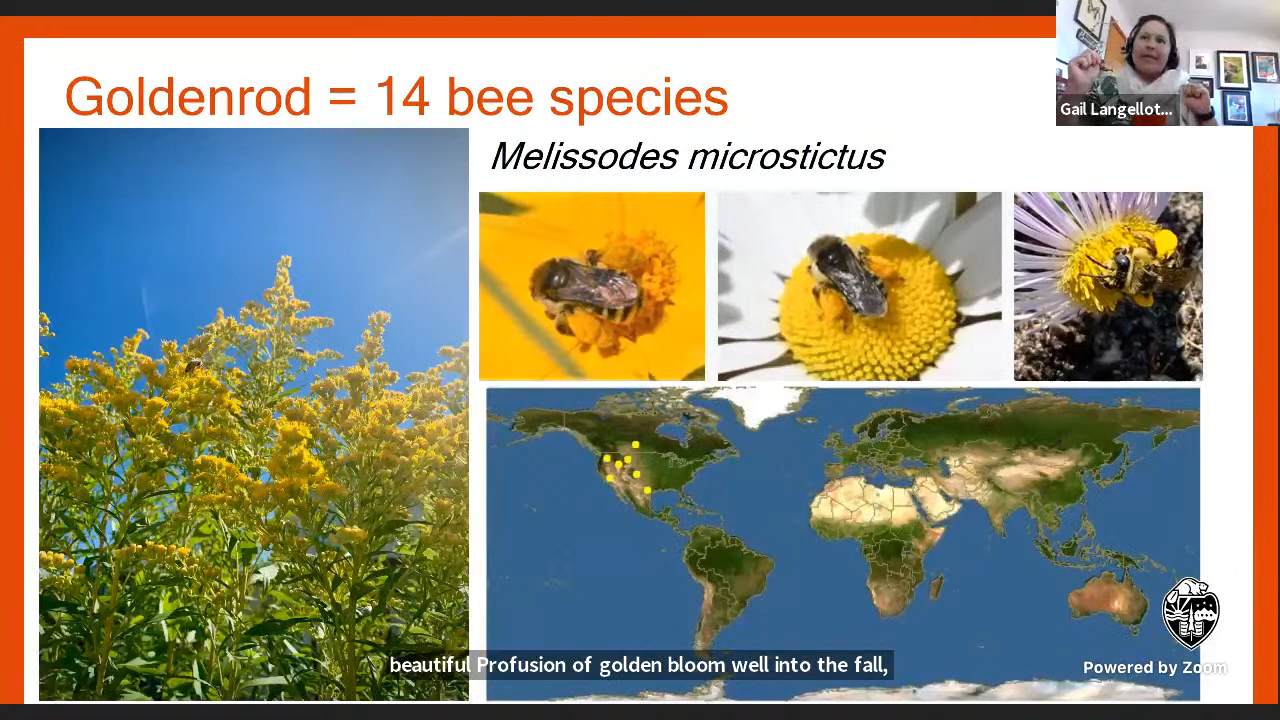 Goldenrod = 14 bee species
Gail Langellot...
Melissodes microstictus
beautiful Profusion of golden bloom well into the fall,
Powered by Zoom